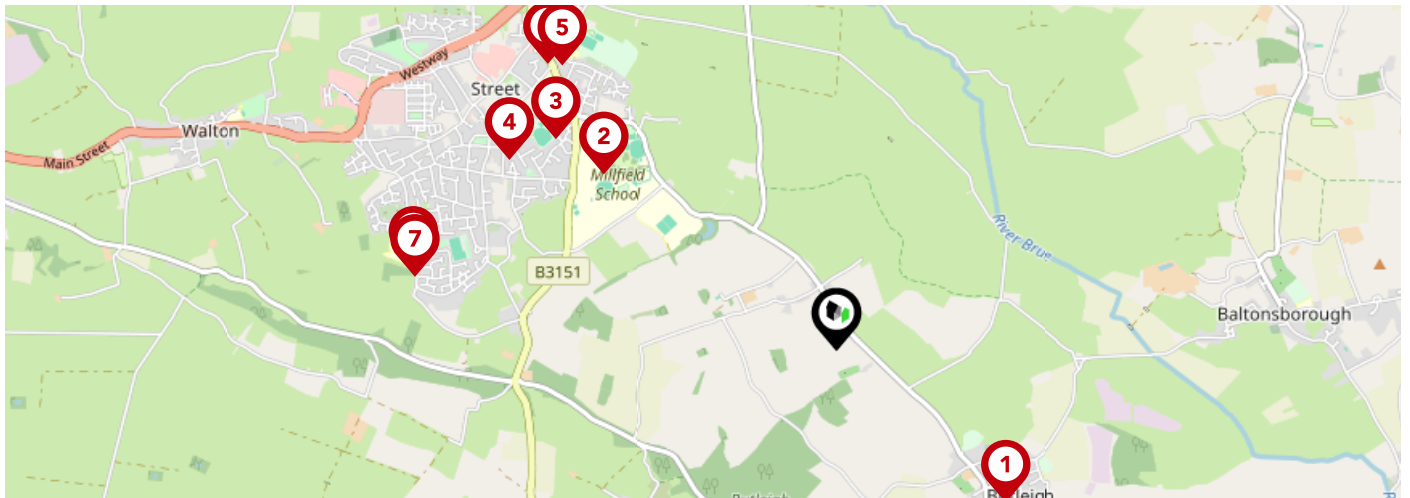 5
Westway
Street
3
4
Walton
2
Main Street
Millfield
School
River Brue
7
B3151
Baltonsborough
1